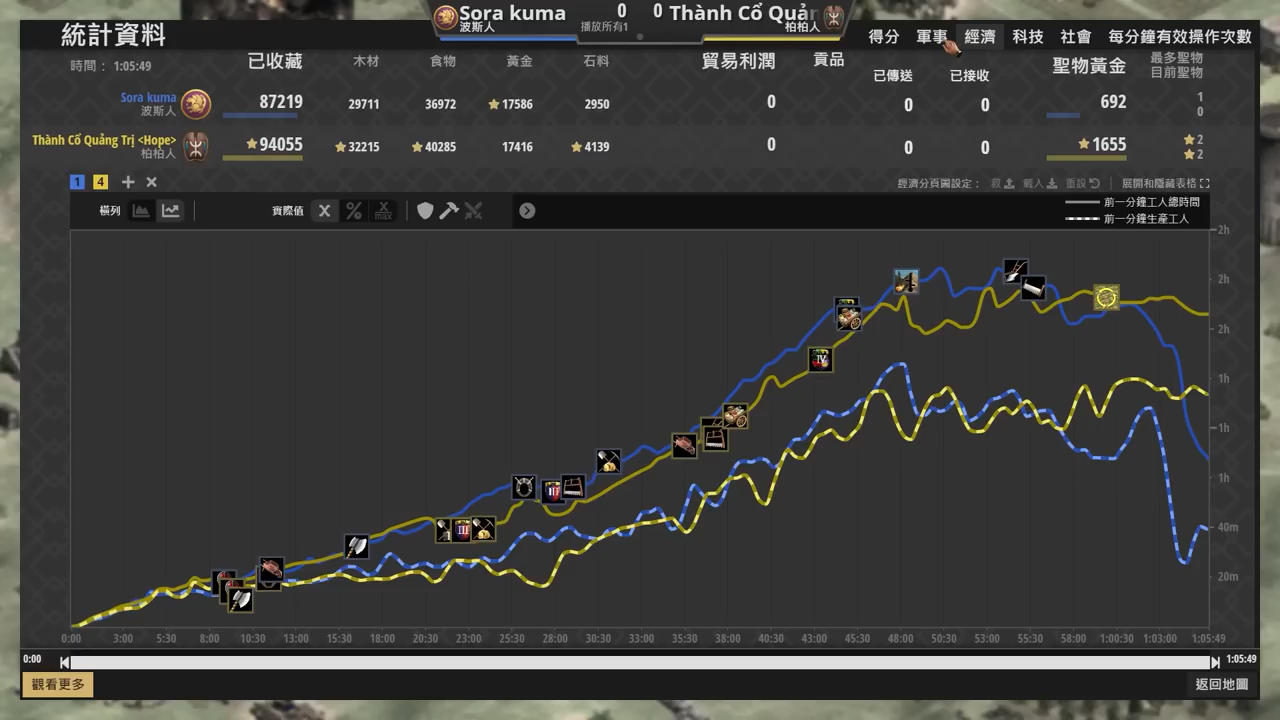 Sora kuma 0 0 Thành Cổ Quản
波斯人 播放所有1 柏柏人
統計資料
得分 軍事 經濟 科技 社會 每分鐘有效操作次數
時間： 1:05:49 已收藏 木材 食物 黃金 石料 貿易利潤 貢品 已傳送 已接收 聖物黃金 最多聖物
目前聖物
Sora kuma 87219 29711 36972 17586 2950 0 0 0 692 1
波斯人 0
Thành Cổ Quảng Trị <Hope> 94055 32215 40285 17416 4139 0 0 0 1655 2
柏柏人 2
1 4 經濟分頁圖設定： 載入 重設 展開和隱藏表格
橫列 實際值 X % X max 前一分鐘工人總時間
前一分鐘生產工人
2h
2h
2h
1h
1h
1h
40m
20m
III III IV
0:00 3:00 5:30 8:00 10:30 13:00 15:30 18:00 20:30 23:00 25:30 28:00 30:30 33:00 35:30 38:00 40:30 43:00 45:30 48:00 50:30 53:00 55:30 58:00 1:00:30 1:03:00 1:05:49
0:00 1:05:49
觀看更多 返回地圖